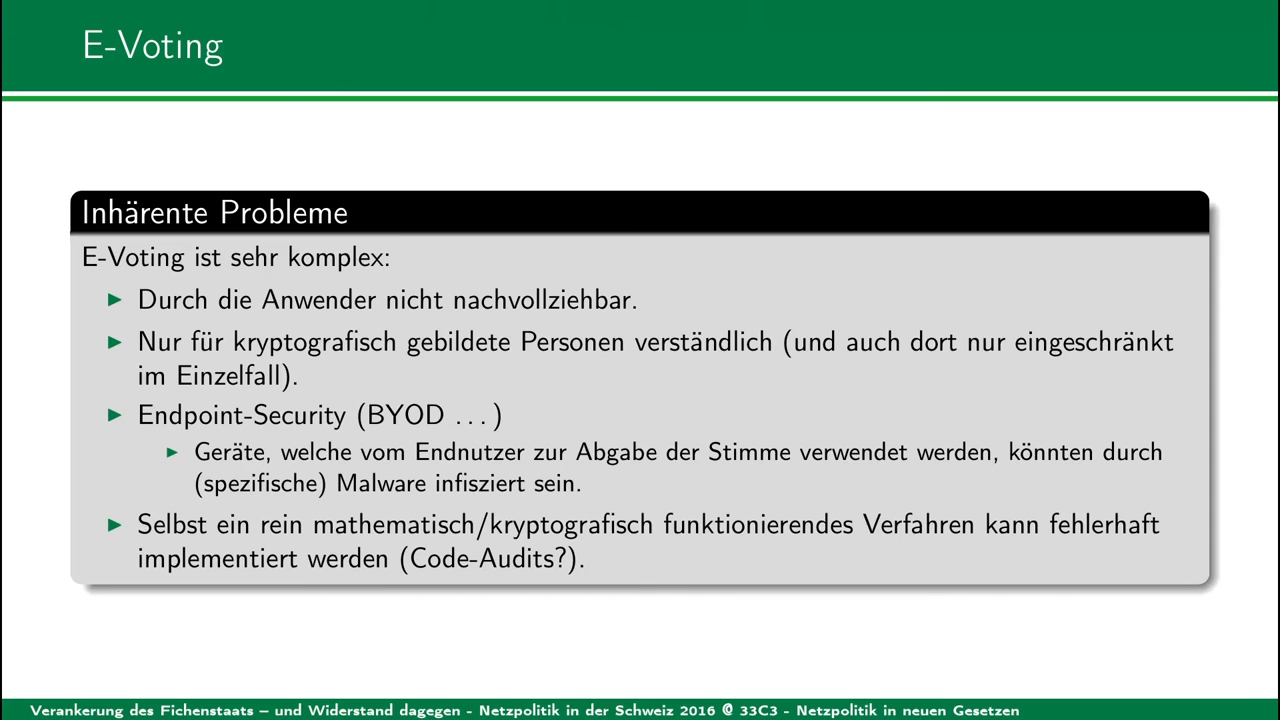 E-Voting
Inhärente Probleme
E-Voting ist sehr komplex:
Durch die Anwender nicht nachvollziehbar.
Nur für kryptografisch gebildete Personen verständlich (und auch dort nur eingeschränkt
im Einzelfall).
Endpoint-Security (BYOD ...)
Geräte, welche vom Endnutzer zur Abgabe der Stimme verwendet werden, könnten durch
(spezifische) Malware infisziert sein.
Selbst ein rein mathematisch/kryptografisch funktionierendes Verfahren kann fehlerhaft
implementiert werden (Code-Audits?).
Verankerung des Fichenstaats – und Widerstand dagegen - Netzpolitik in der Schweiz 2016 @ 33C3 - Netzpolitik in neuen Gesetzen